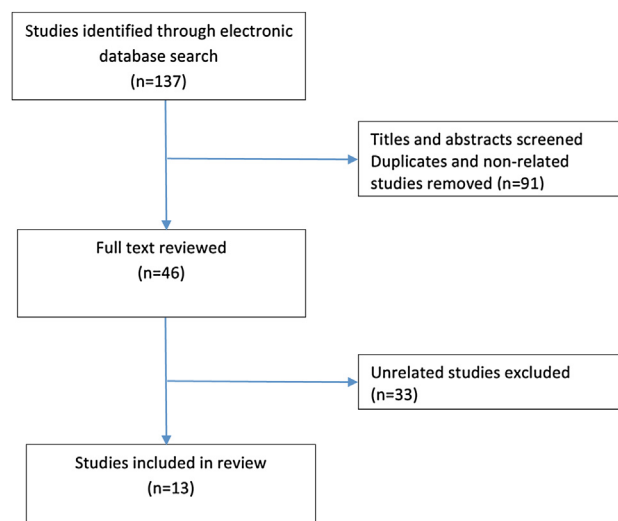 Studies identified through electronic
database search
(n=137)
Titles and abstracts screened
Duplicates and non-related
studies removed (n=91)
Full text reviewed
(n=46)
Unrelated studies excluded
(n=33)
Studies included in review
(n=13)